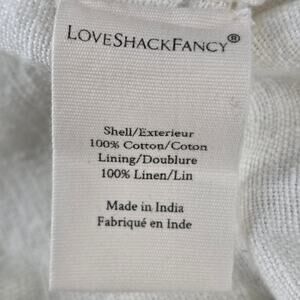 LOVESHACKFANCY®
Shell/Exterieur
100% Cotton/Coton
Lining/Doublure
100% Linen/Lin
Made in India
Fabriqué en Inde